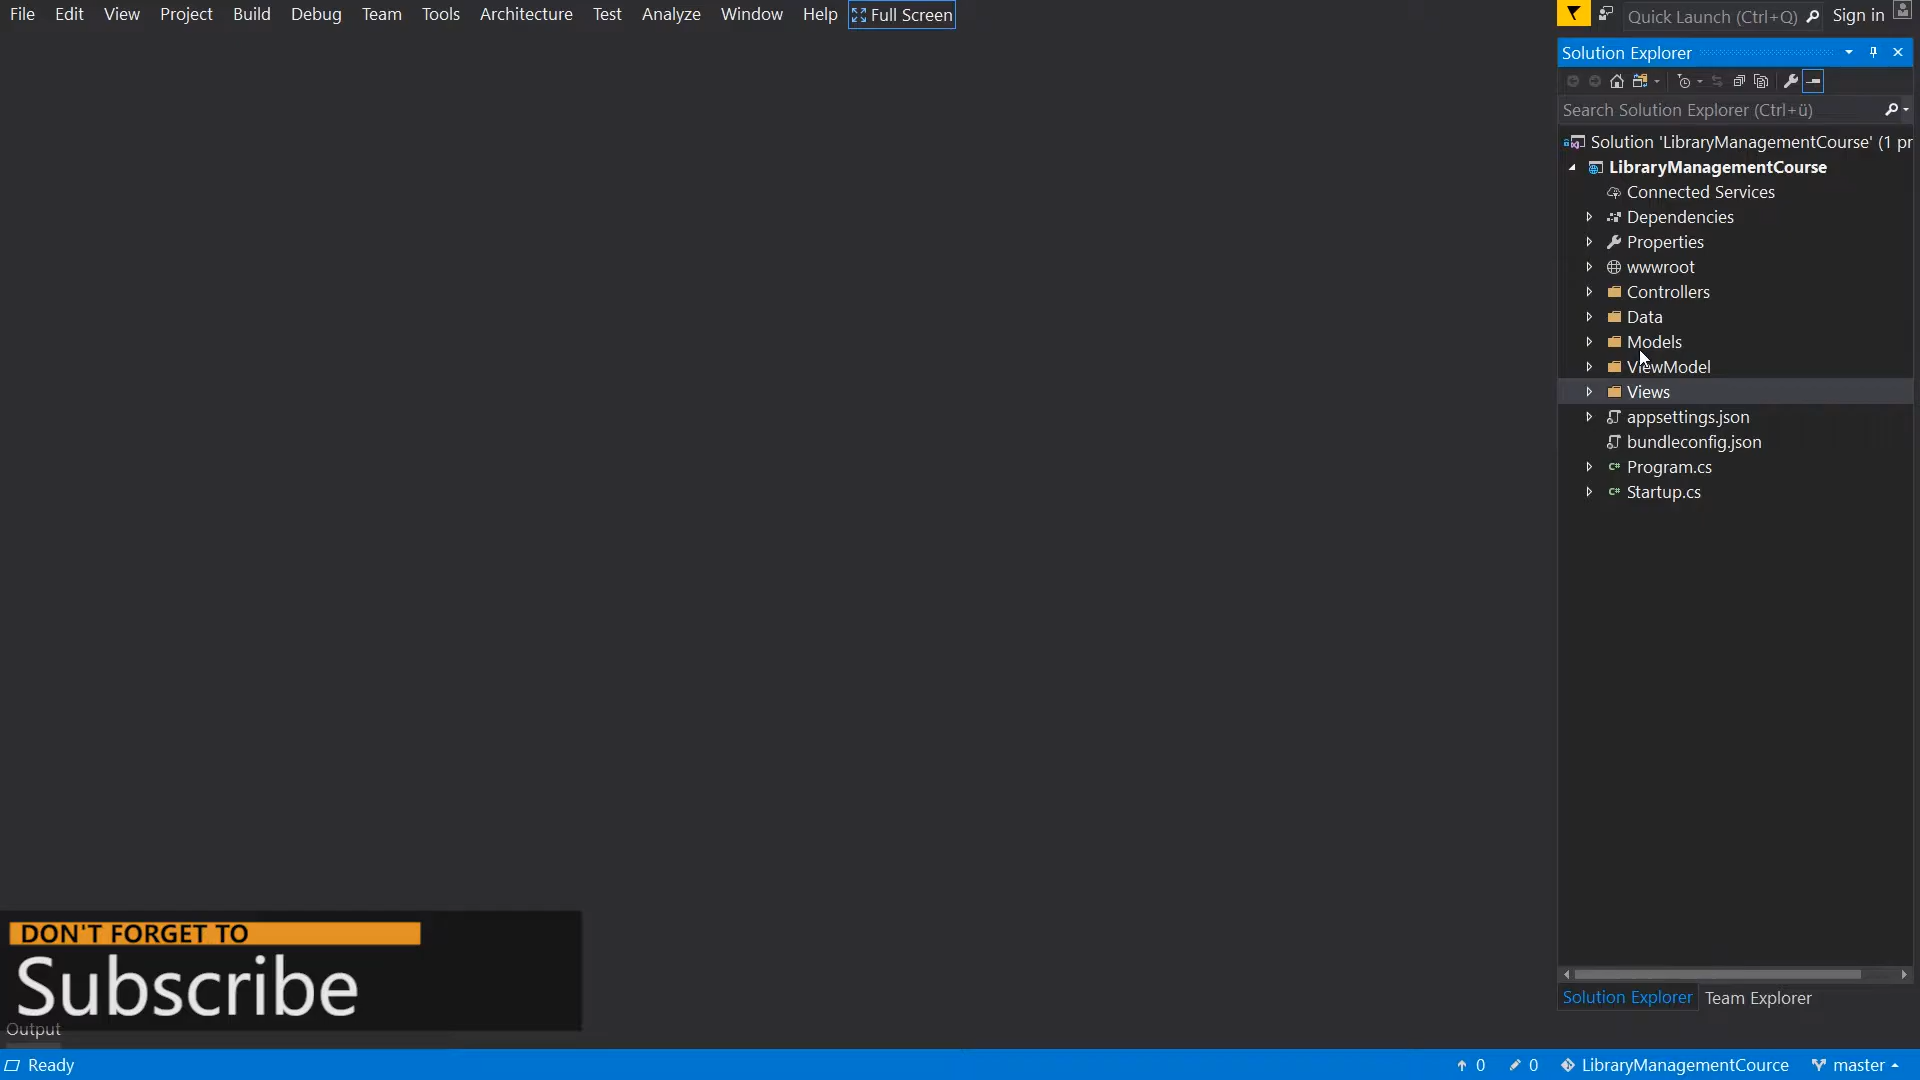 File Edit View Project Build Debug Team Tools Architecture Test Analyze Window Help Full Screen
Quick Launch (Ctrl+Q) Sign in
Solution Explorer
Search Solution Explorer (Ctrl+ü)
Solution 'LibraryManagementCourse' (1 pr
LibraryManagementCourse
Connected Services
Dependencies
Properties
wwwroot
Controllers
Data
Models
ViewModel
Views
appsettings.json
bundleconfig.json
C# Program.cs
C# Startup.cs
DON'T FORGET TO
Subscribe
Solution Explorer Team Explorer
Output
Ready 0 0 LibraryManagementCource master